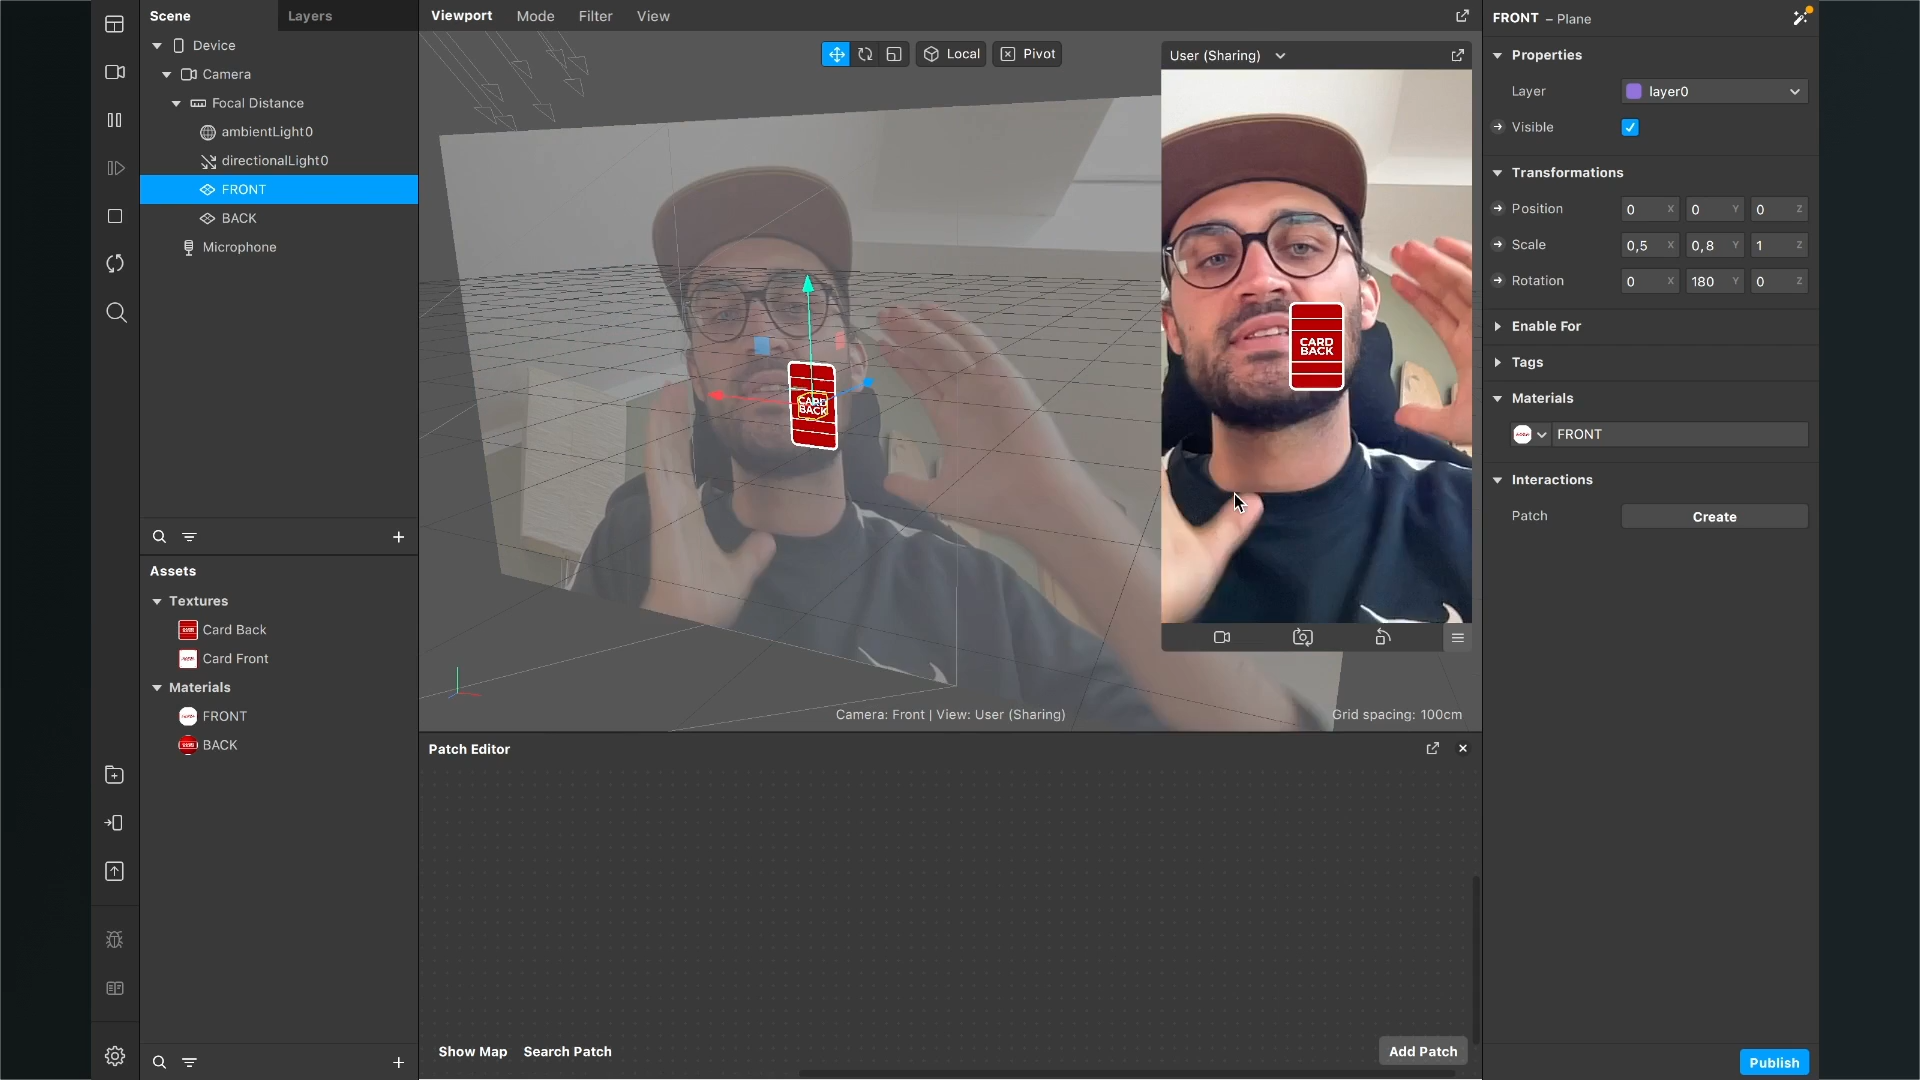 Scene
Layers
Device
Camera
Focal Distance
ambientLight0
directionalLight0
FRONT
BACK
Microphone
Assets
Textures
Card Back
Card Front
Materials
FRONT
BACK
Viewport
Mode
Filter
View
Local
Pivot
CARD
BACK
User (Sharing)
CARD
BACK
Camera: Front | View: User (Sharing)
Grid spacing: 100cm
Patch Editor
Show Map
Search Patch
Add Patch
FRONT – Plane
Properties
Layer
layer0
Visible
Transformations
Position
0 X 0 Y 0 Z
Scale
0,5 X 0,8 Y 1 Z
Rotation
0 X 180 Y 0 Z
Enable For
Tags
Materials
FRONT
Interactions
Patch
Create
Publish